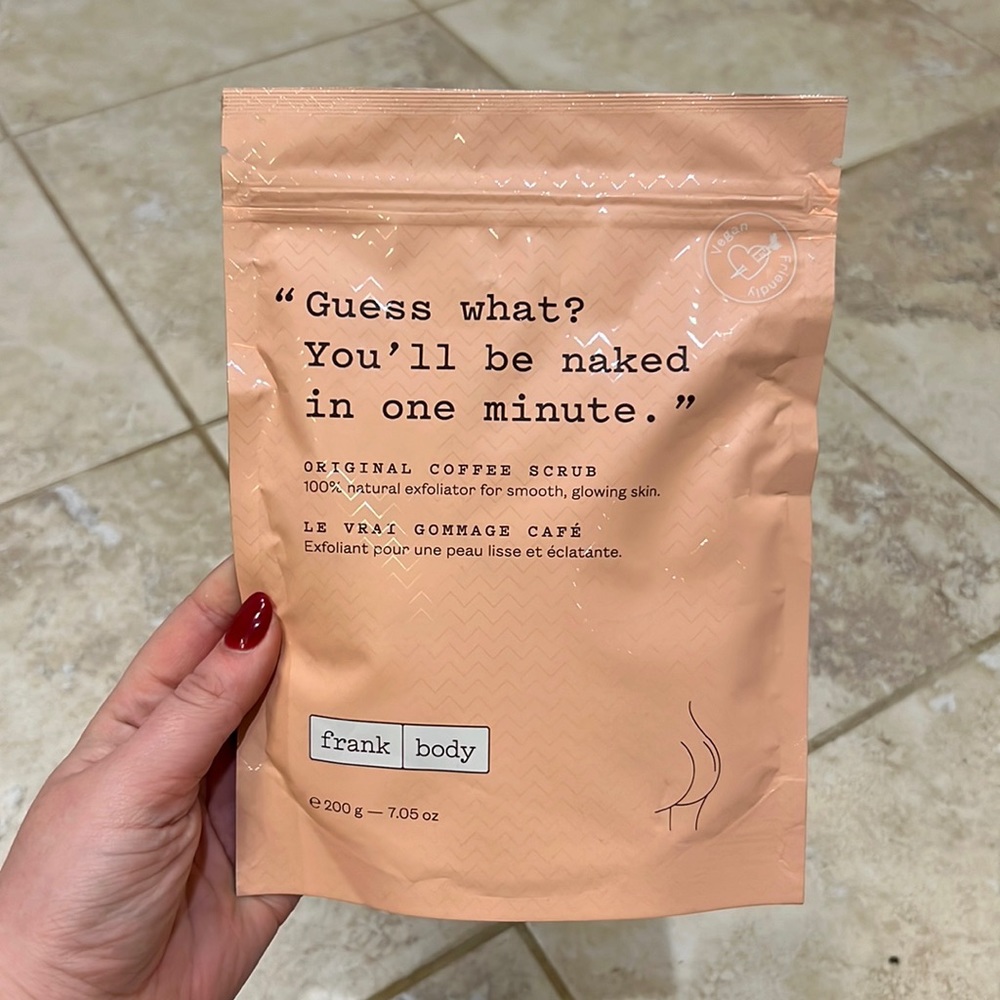 Vegan Friendly
“Guess what?
You’ll be naked
in one minute.”
ORIGINAL COFFEE SCRUB
100% natural exfoliator for smooth, glowing skin.
LE VRAI GOMMAGE CAFÉ
Exfoliant pour une peau lisse et éclatante.
frank body
℮ 200 g — 7.05 oz